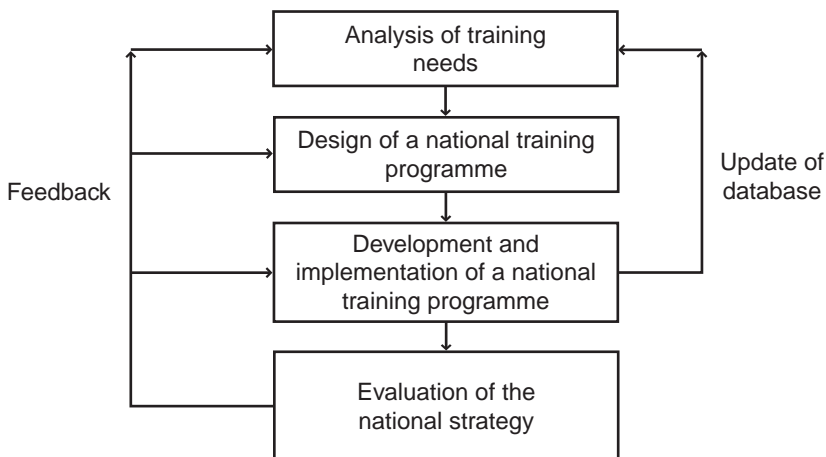 Analysis of training
needs
Design of a national training
programme
Feedback
Update of
database
Development and
implementation of a national
training programme
Evaluation of the
national strategy